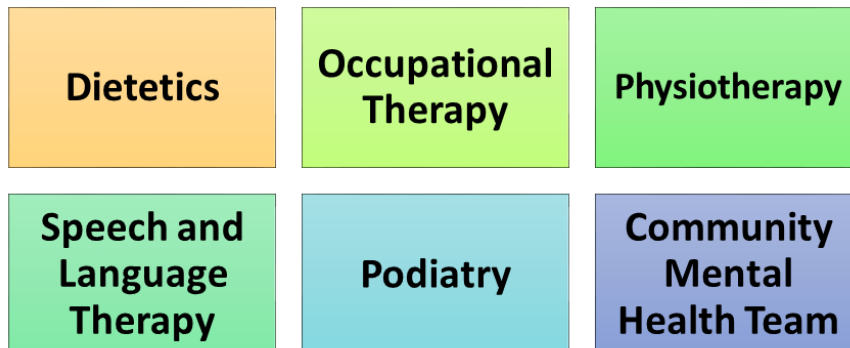 Dietetics
Occupational
Therapy
Physiotherapy
Speech and
Language
Therapy
Podiatry
Community
Mental
Health Team